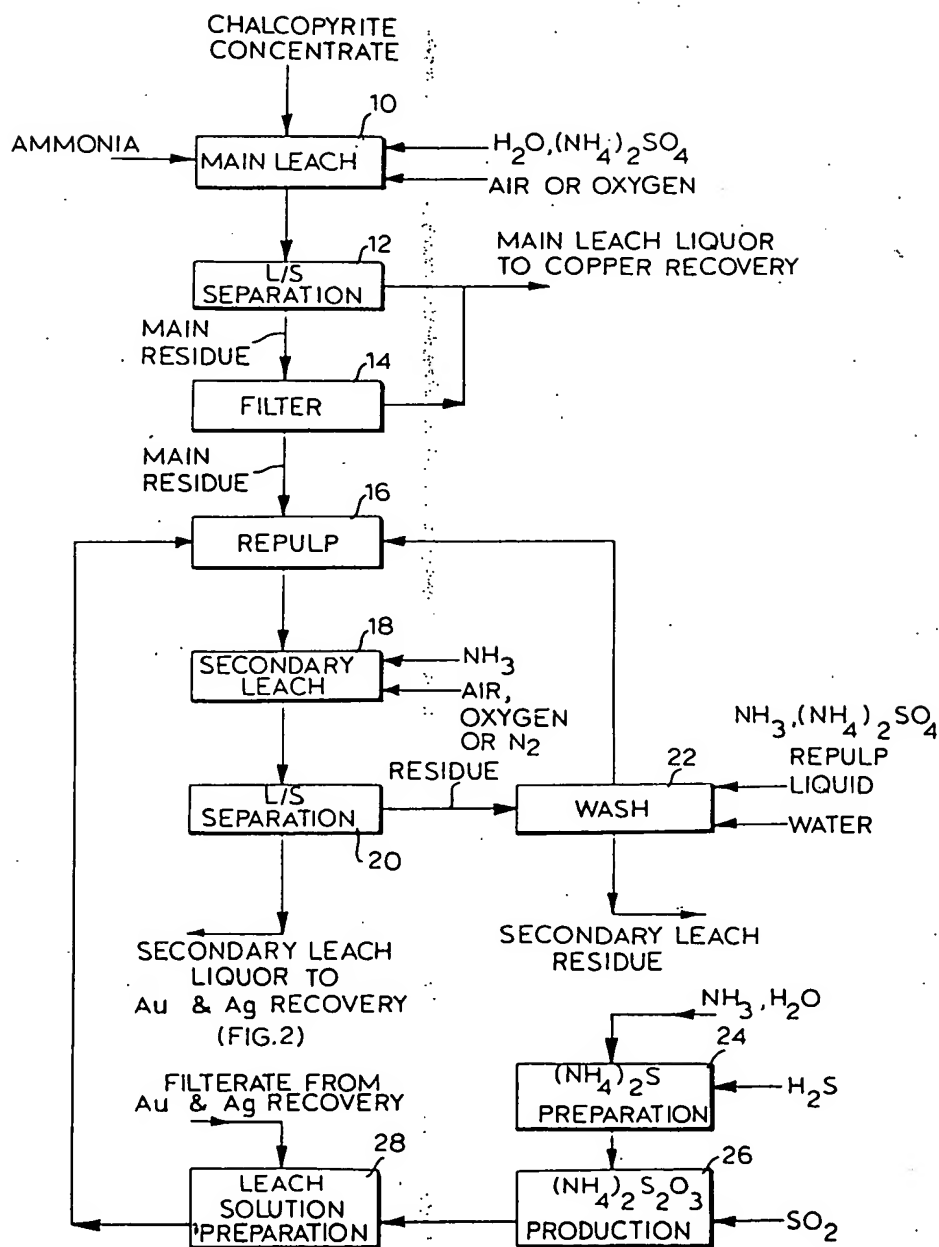 CHALCOPYRITE
CONCENTRATE
10
AMMONIA
MAIN LEACH
H2O,(NH4)2SO4
AIR OR OXYGEN
12
L/S
SEPARATION
MAIN LEACH LIQUOR
TO COPPER RECOVERY
MAIN
RESIDUE
14
FILTER
MAIN
RESIDUE
16
REPULP
18
SECONDARY
LEACH
NH3
AIR,
OXYGEN
OR N2
L/S
SEPARATION
20
RESIDUE
22
WASH
NH3,(NH4)2SO4
REPULP
LIQUID
WATER
SECONDARY LEACH
LIQUOR TO
Au & Ag RECOVERY
(FIG.2)
SECONDARY LEACH
RESIDUE
NH3,H2O
24
(NH4)2S
PREPARATION
H2S
FILTERATE FROM
Au & Ag RECOVERY
28
LEACH
SOLUTION
PREPARATION
26
(NH4)2S2O3
PRODUCTION
SO2